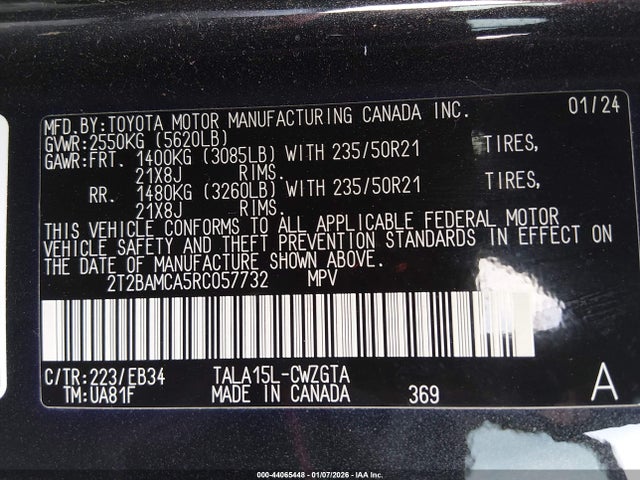 MFD.BY:TOYOTA MOTOR MANUFACTURING CANADA INC. 01/24
GVWR:2550KG (5620LB)
GAWR:FRT. 1400KG (3085LB) WITH 235/50R21 TIRES,
21X8J RIMS.
RR. 1480KG (3260LB) WITH 235/50R21 TIRES,
21X8J RIMS.
THIS VEHICLE CONFORMS TO ALL APPLICABLE FEDERAL MOTOR
VEHICLE SAFETY AND THEFT PREVENTION STANDARDS IN EFFECT ON
THE DATE OF MANUFACTURE SHOWN ABOVE.
2T2BAMCA5RC057732 MPV
C/TR:223/EB34 TALA15L-CWZGTA
TM:UA81F MADE IN CANADA 369 A
000-44065448 - 01/07/2026 - IAA Inc.